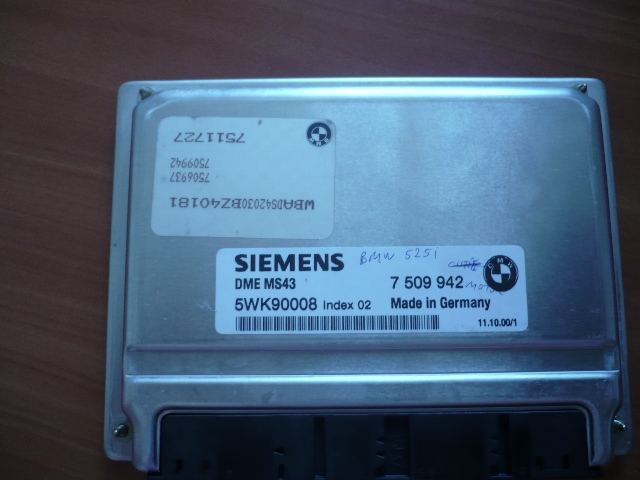 7511727
7509942
7506937
WBADS42030BZ40181
SIEMENS BMW 525i
DME MS43 7 509 942
5WK90008 Index 02 Made in Germany
11.10.00/1
BMW